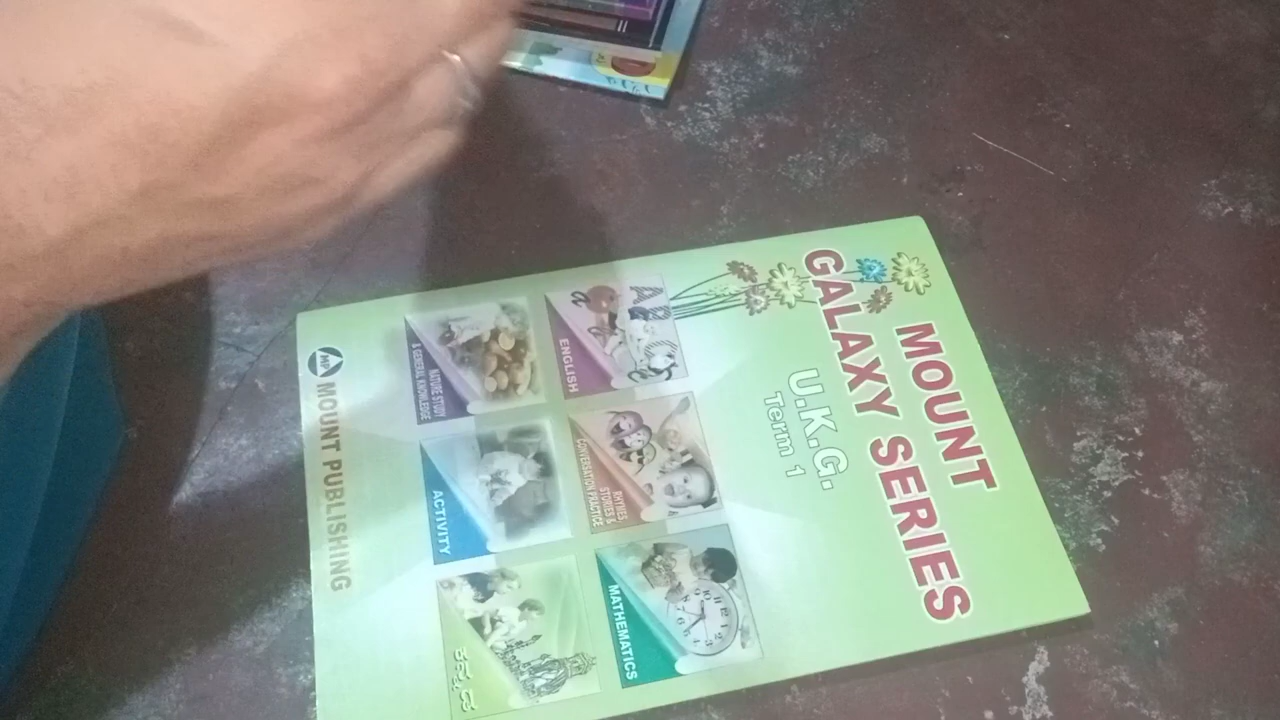 MOUNT
GALAXY SERIES
U.K.G.
Term 1
ENGLISH
RHYMES,
STORIES &
CONVERSATION PRACTICE
MATHEMATICS
NATURE STUDY
& GENERAL KNOWLEDGE
ACTIVITY
ಕನ್ನಡ
MP
MOUNT PUBLISHING